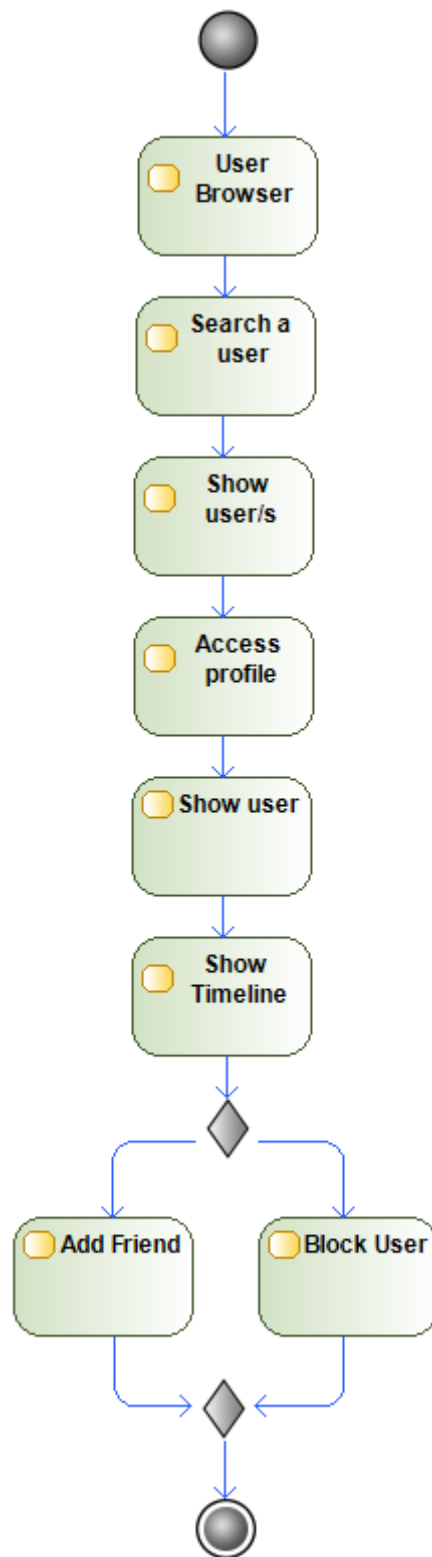 User
Browser
Search a
user
Show
user/s
Access
profile
Show user
Show
Timeline
Add Friend
Block User